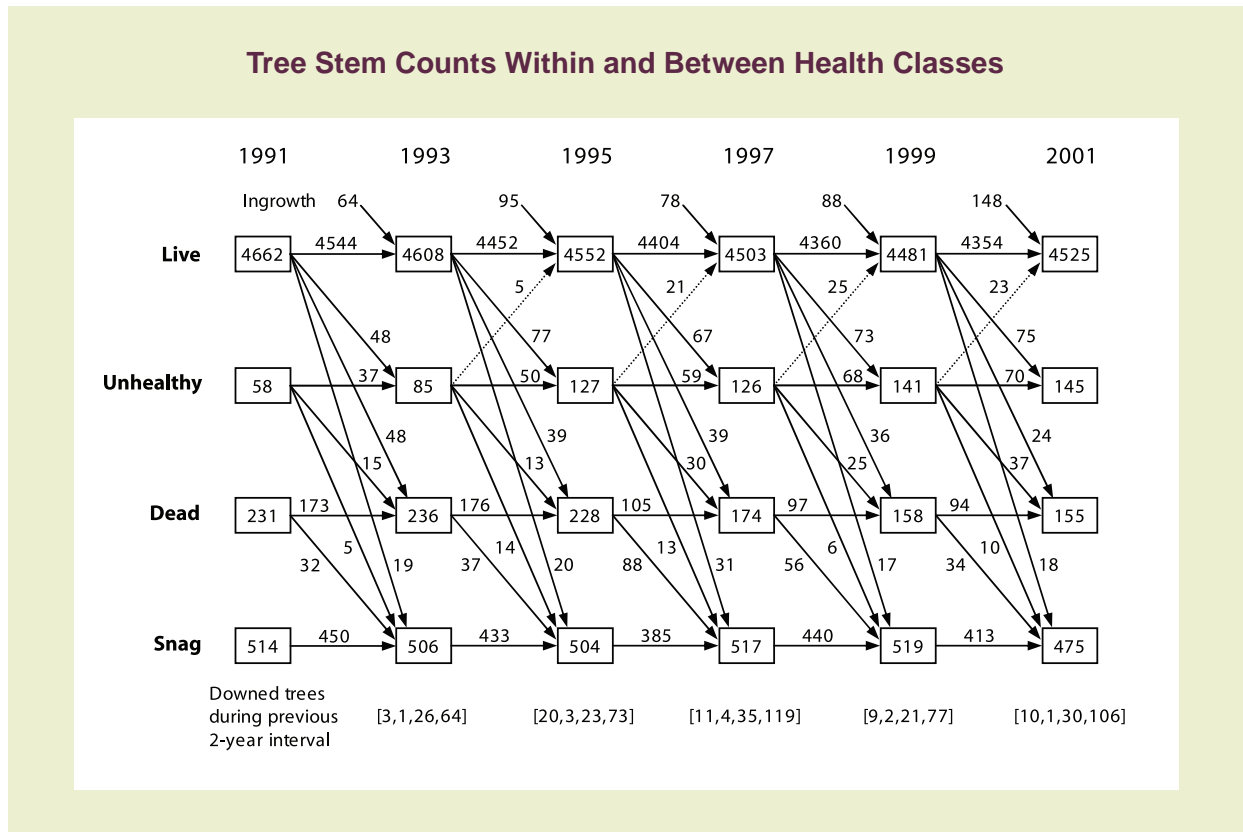 Tree Stem Counts Within and Between Health Classes
1991 1993 1995 1997 1999 2001
Ingrowth 64 95 78 88 148
Live 4662 4544 4608 4452 4552 4404 4503 4360 4481 4354 4525
5 21 25 23
48 77 67 73 75
Unhealthy 58 37 85 50 127 59 126 68 141 70 145
48 39 39 36 24
15 13 30 25 37
Dead 231 173 236 176 228 105 174 97 158 94 155
5 14 13 6 10
32 19 37 20 88 31 56 17 34 18
Snag 514 450 506 433 504 385 517 440 519 413 475
Downed trees
during previous [3,1,26,64] [20,3,23,73] [11,4,35,119] [9,2,21,77] [10,1,30,106]
2-year interval